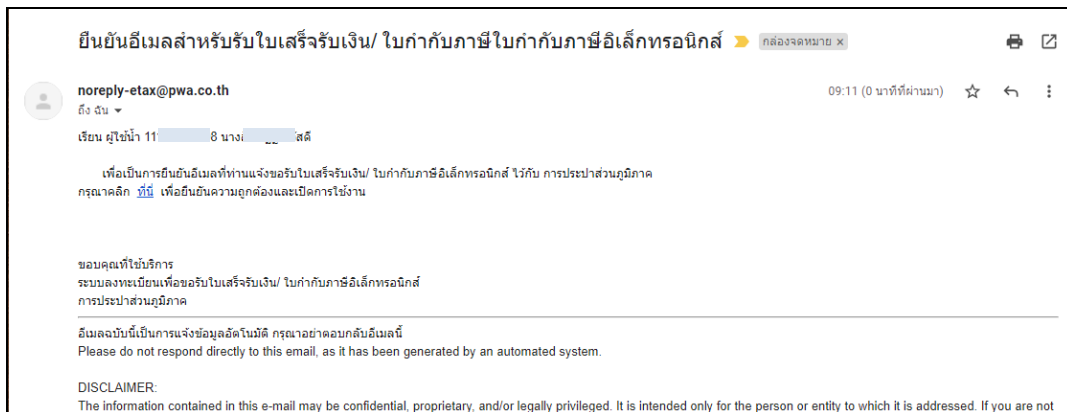 ยืนยันอีเมลสำหรับรับใบเสร็จรับเงิน/ ใบกำกับภาษีใบกำกับภาษีอิเล็กทรอนิกส์ กล่องจดหมาย x
noreply-etax@pwa.co.th 09:11 (0 นาทีที่ผ่านมา)
ถึง ฉัน
เรียน ผู้ใช้น้ำ 11 8 นาง สดี
เพื่อเป็นการยืนยันอีเมลที่ท่านแจ้งขอรับใบเสร็จรับเงิน/ ใบกำกับภาษีอิเล็กทรอนิกส์ ไว้กับ การประปาส่วนภูมิภาค
กรุณาคลิก ที่นี่ เพื่อยืนยันความถูกต้องและเปิดการใช้งาน
ขอบคุณที่ใช้บริการ
ระบบลงทะเบียนเพื่อขอรับใบเสร็จรับเงิน/ ใบกำกับภาษีอิเล็กทรอนิกส์
การประปาส่วนภูมิภาค
อีเมลฉบับนี้เป็นการแจ้งข้อมูลอัตโนมัติ กรุณาอย่าตอบกลับอีเมลนี้
Please do not respond directly to this email, as it has been generated by an automated system.
DISCLAIMER:
The information contained in this e-mail may be confidential, proprietary, and/or legally privileged. It is intended only for the person or entity to which it is addressed. If you are not